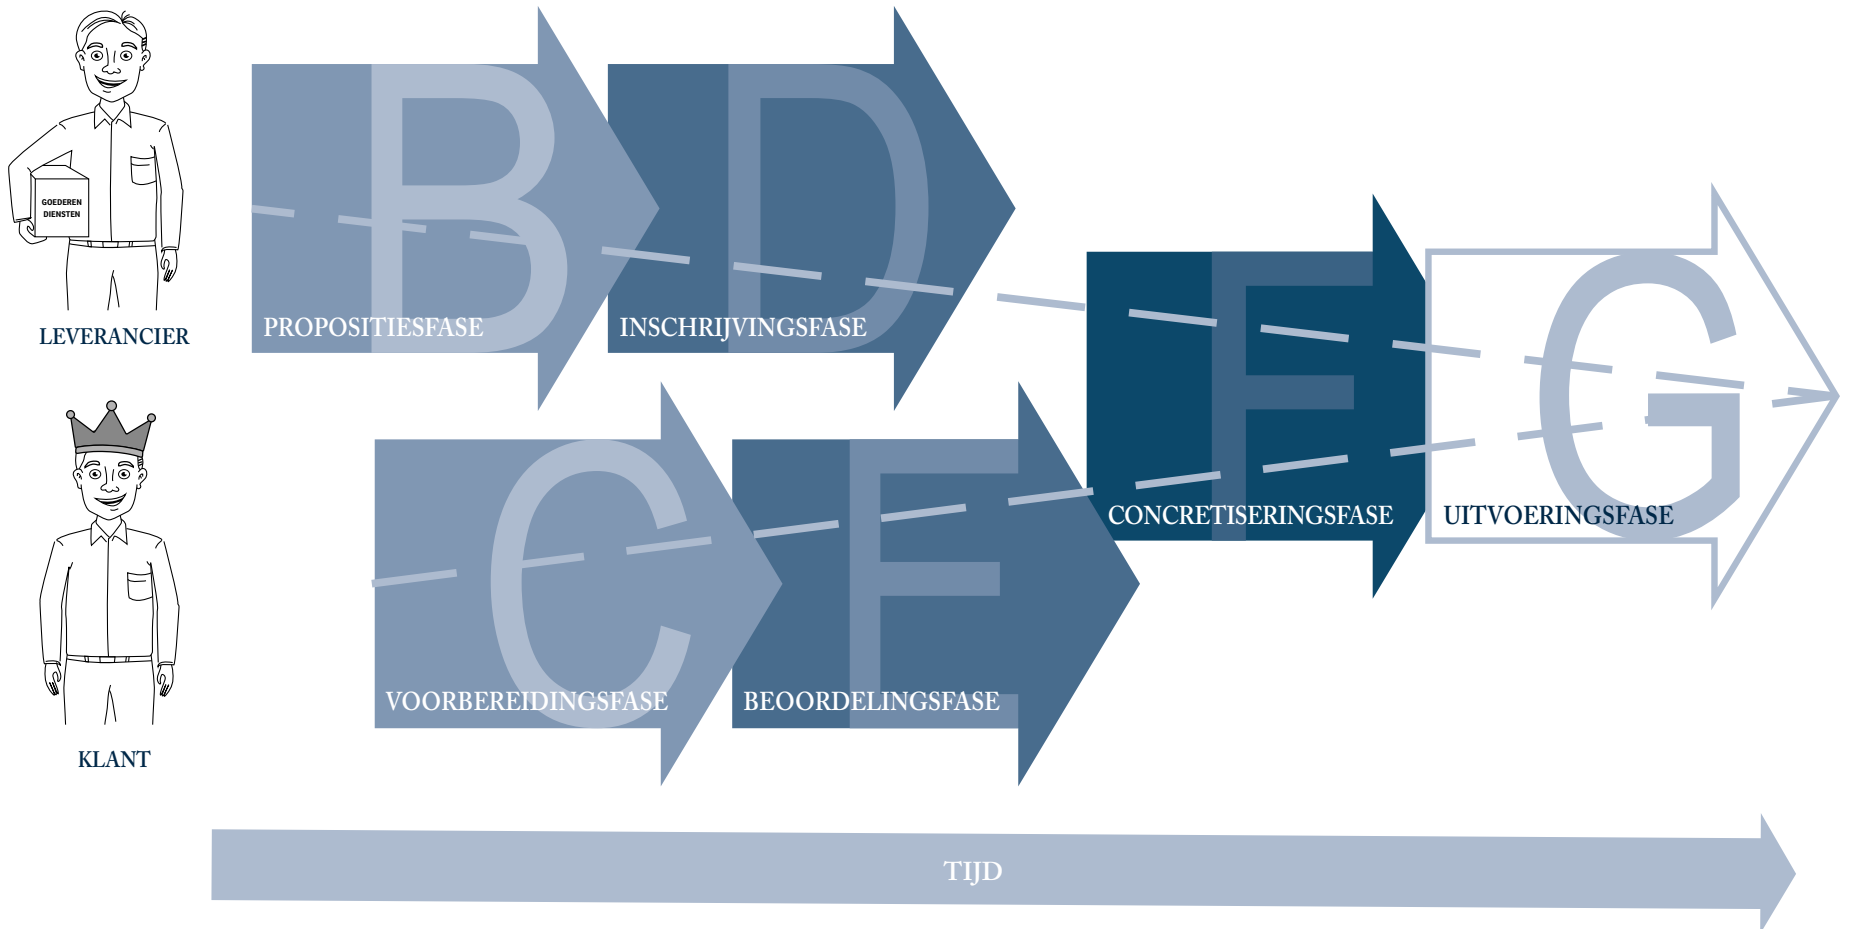 GOEDEREN
DIENSTEN
LEVERANCIER
B
PROPOSITIESFASE
D
INSCHRIJVINGSFASE
KLANT
C
VOORBEREIDINGSFASE
E
BEOORDELINGSFASE
F
CONCRETISERINGSFASE
G
UITVOERINGSFASE
TIJD